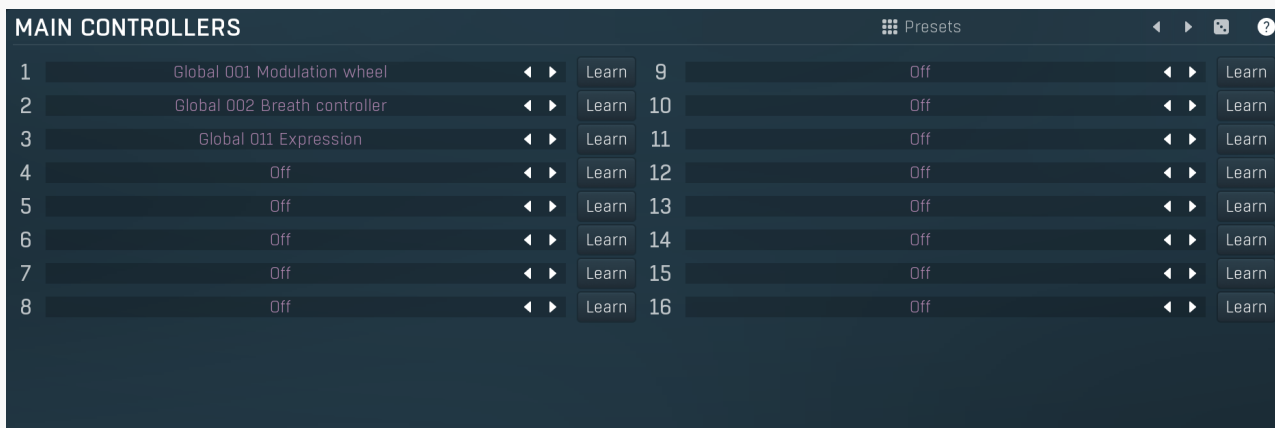 MAIN CONTROLLERS Presets ?
1 Global 001 Modulation wheel Learn 9 Off Learn
2 Global 002 Breath controller Learn 10 Off Learn
3 Global 011 Expression Learn 11 Off Learn
4 Off Learn 12 Off Learn
5 Off Learn 13 Off Learn
6 Off Learn 14 Off Learn
7 Off Learn 15 Off Learn
8 Off Learn 16 Off Learn